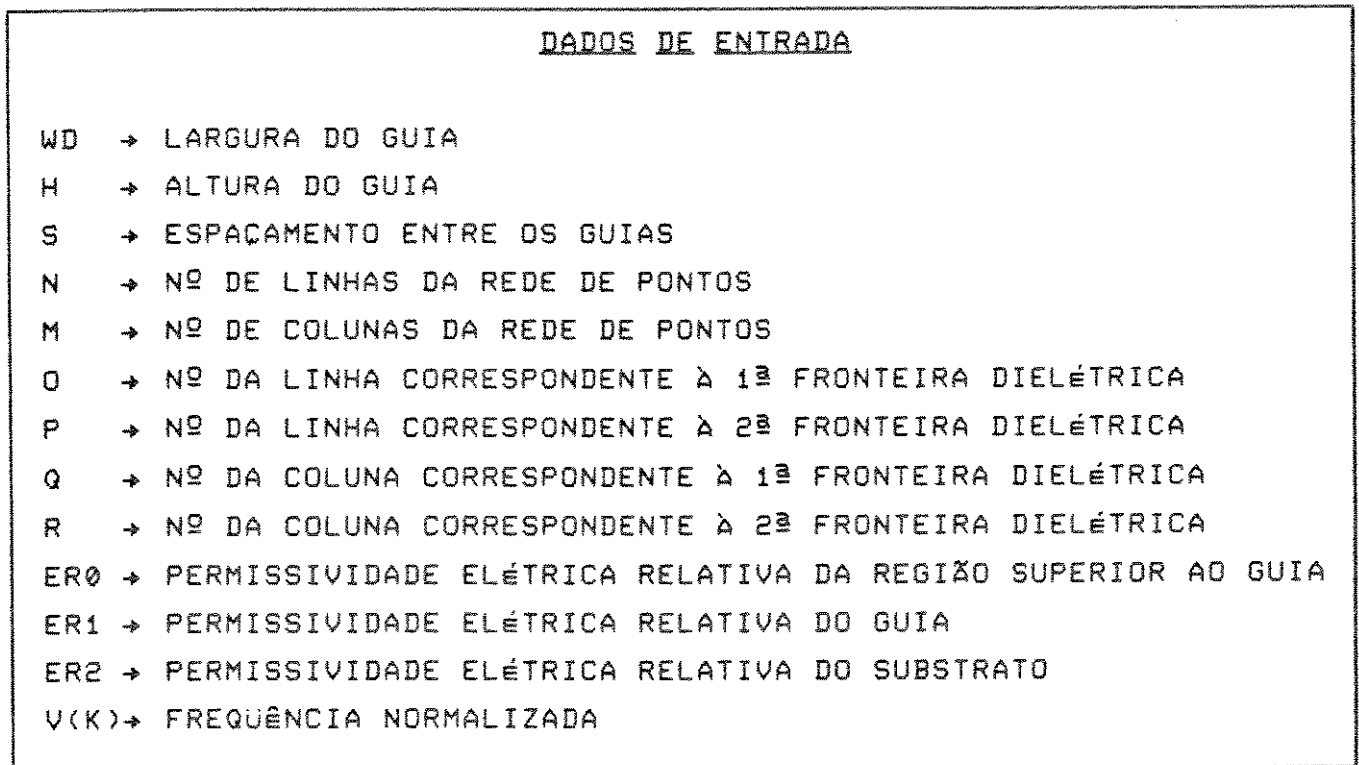 DADOS DE ENTRADA
WD → LARGURA DO GUIA
H → ALTURA DO GUIA
S → ESPAÇAMENTO ENTRE OS GUIAS
N → Nº DE LINHAS DA REDE DE PONTOS
M → Nº DE COLUNAS DA REDE DE PONTOS
O → Nº DA LINHA CORRESPONDENTE À 1ª FRONTEIRA DIELÉTRICA
P → Nº DA LINHA CORRESPONDENTE À 2ª FRONTEIRA DIELÉTRICA
Q → Nº DA COLUNA CORRESPONDENTE À 1ª FRONTEIRA DIELÉTRICA
R → Nº DA COLUNA CORRESPONDENTE À 2ª FRONTEIRA DIELÉTRICA
ER0 → PERMISSIVIDADE ELÉTRICA RELATIVA DA REGIÃO SUPERIOR AO GUIA
ER1 → PERMISSIVIDADE ELÉTRICA RELATIVA DO GUIA
ER2 → PERMISSIVIDADE ELÉTRICA RELATIVA DO SUBSTRATO
V(K)→ FREQÜÊNCIA NORMALIZADA